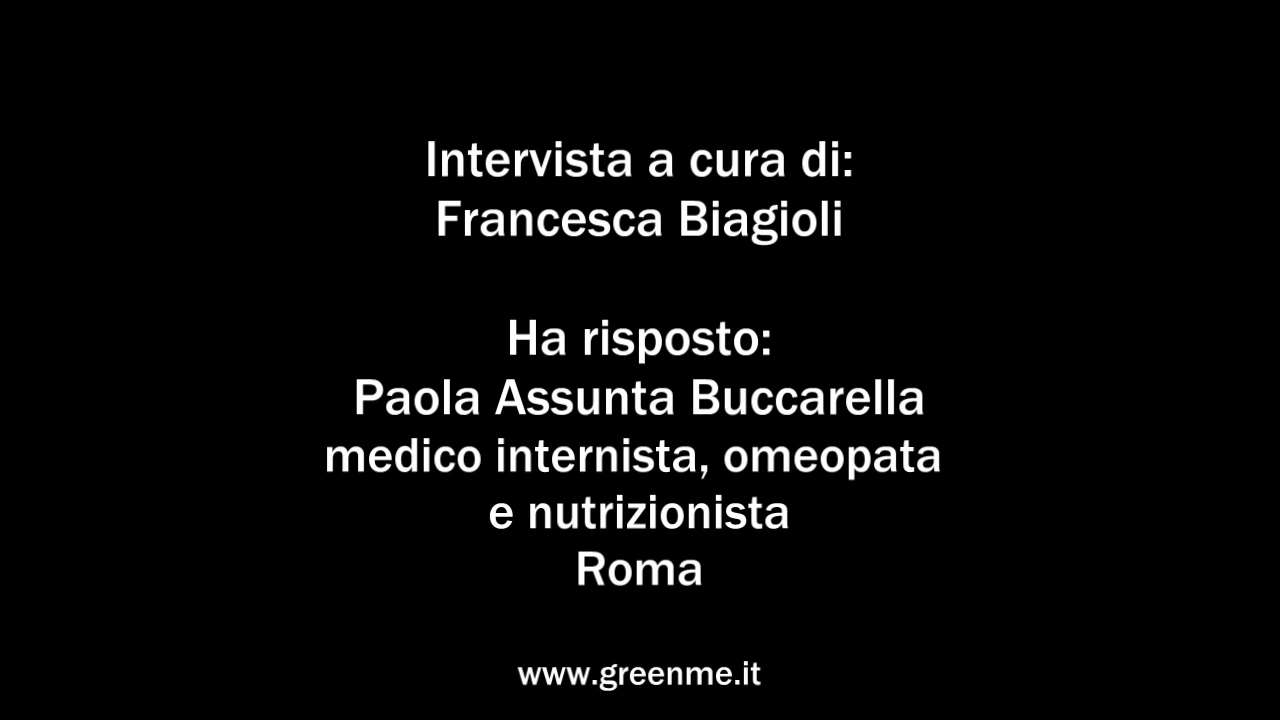 Intervista a cura di:
Francesca Biagioli
Ha risposto:
Paola Assunta Buccarella
medico internista, omeopata
e nutrizionista
Roma
www.greenme.it